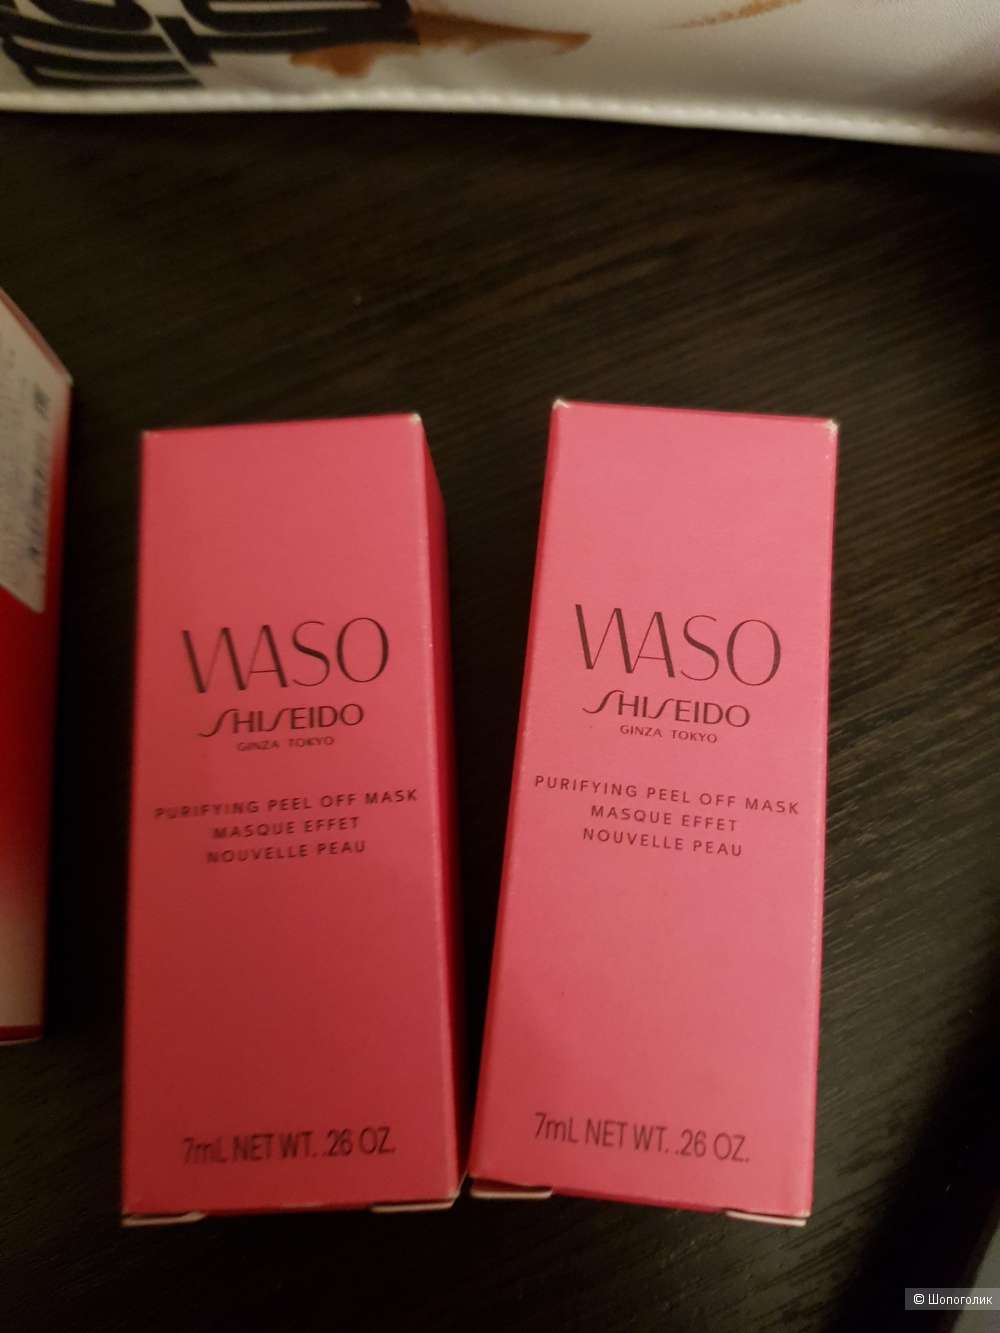 WASO
SHISEIDO
GINZA TOKYO
PURIFYING PEEL OFF MASK
MASQUE EFFET
NOUVELLE PEAU
7mL NET WT. .26 OZ.
WASO
SHISEIDO
GINZA TOKYO
PURIFYING PEEL OFF MASK
MASQUE EFFET
NOUVELLE PEAU
7mL NET WT. .26 OZ.
© Шопоголик